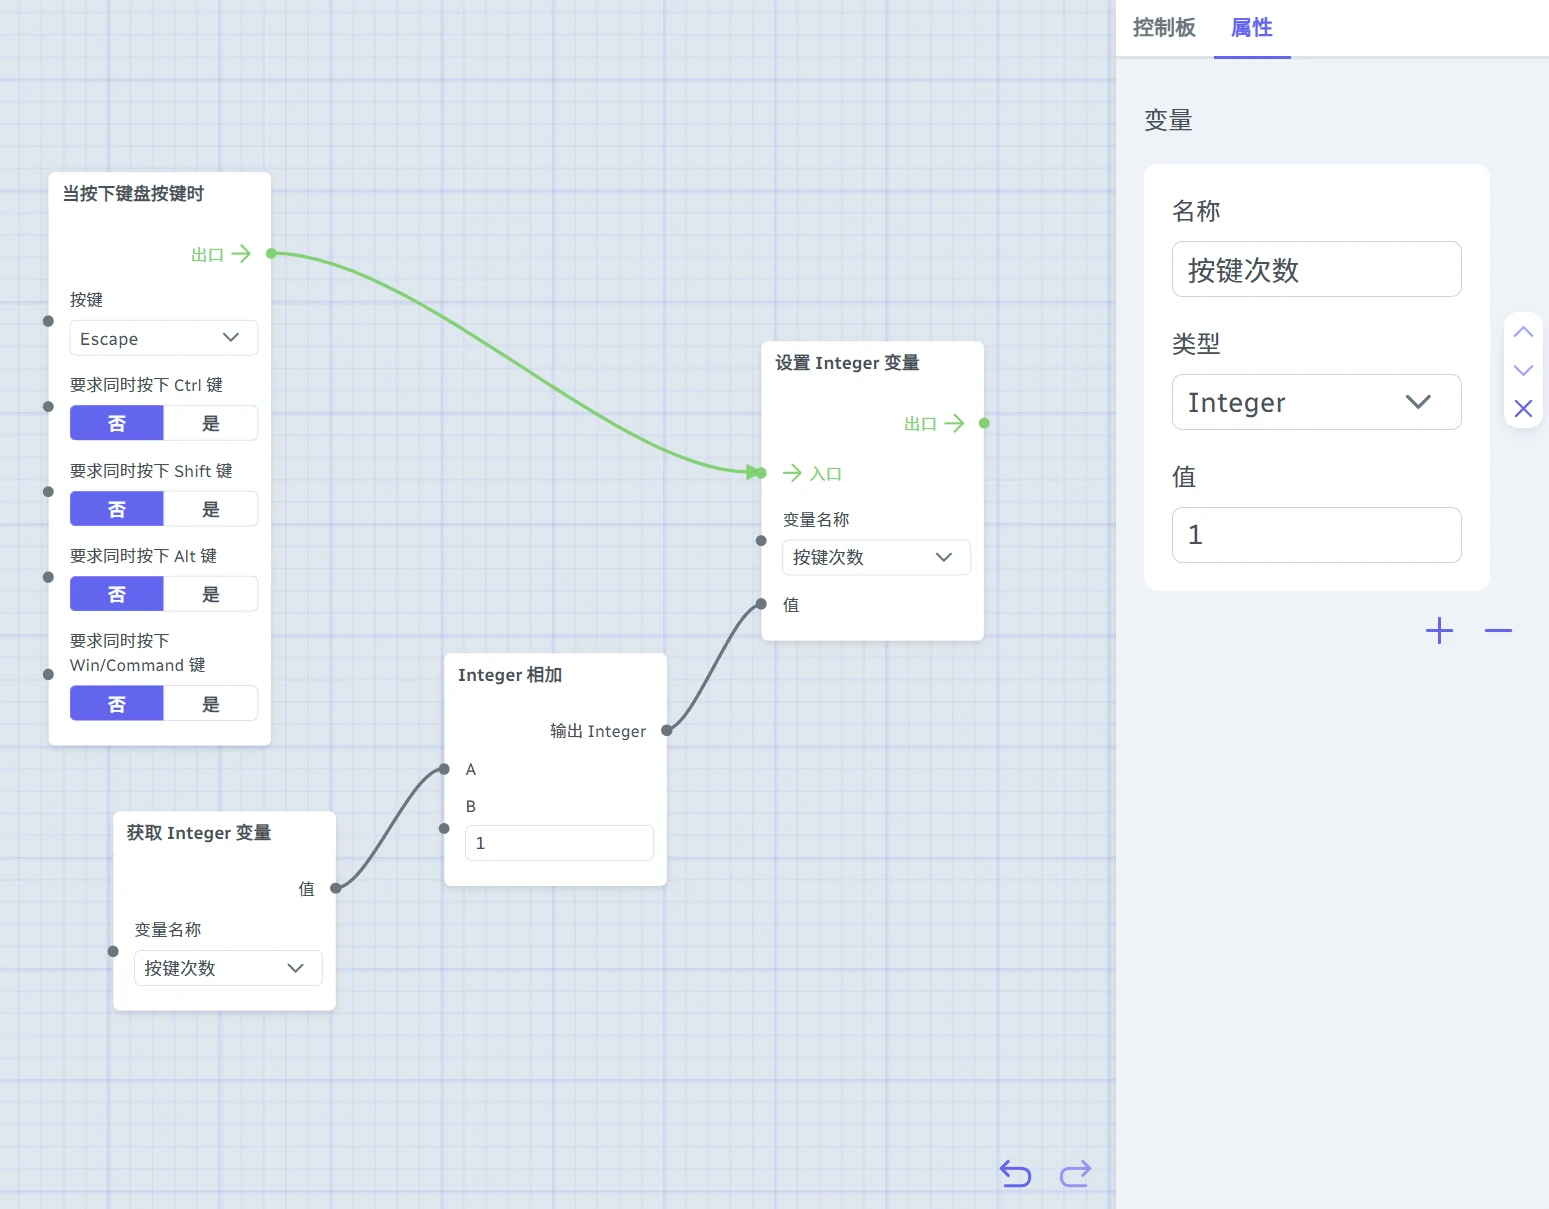 当按下键盘按键时
出口
按键
Escape
要求同时按下 Ctrl 键
否 是
要求同时按下 Shift 键
否 是
要求同时按下 Alt 键
否 是
要求同时按下
Win/Command 键
否 是
获取 Integer 变量
值
变量名称
按键次数
Integer 相加
输出 Integer
A
B
1
设置 Integer 变量
出口
入口
变量名称
按键次数
值
控制板 属性
变量
名称
按键次数
类型
Integer
值
1